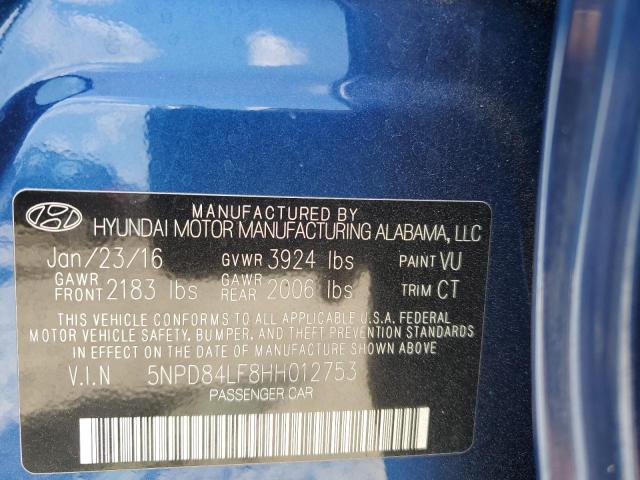 MANUFACTURED BY
HYUNDAI MOTOR MANUFACTURING ALABAMA, LLC
Jan/23/16 GVWR 3924 lbs PAINT VU
GAWR FRONT 2183 lbs GAWR REAR 2006 lbs TRIM CT
THIS VEHICLE CONFORMS TO ALL APPLICABLE U.S.A. FEDERAL
MOTOR VEHICLE SAFETY, BUMPER, AND THEFT PREVENTION STANDARDS
IN EFFECT ON THE DATE OF MANUFACTURE SHOWN ABOVE.
V.I.N 5NPD84LF8HH012753
PASSENGER CAR